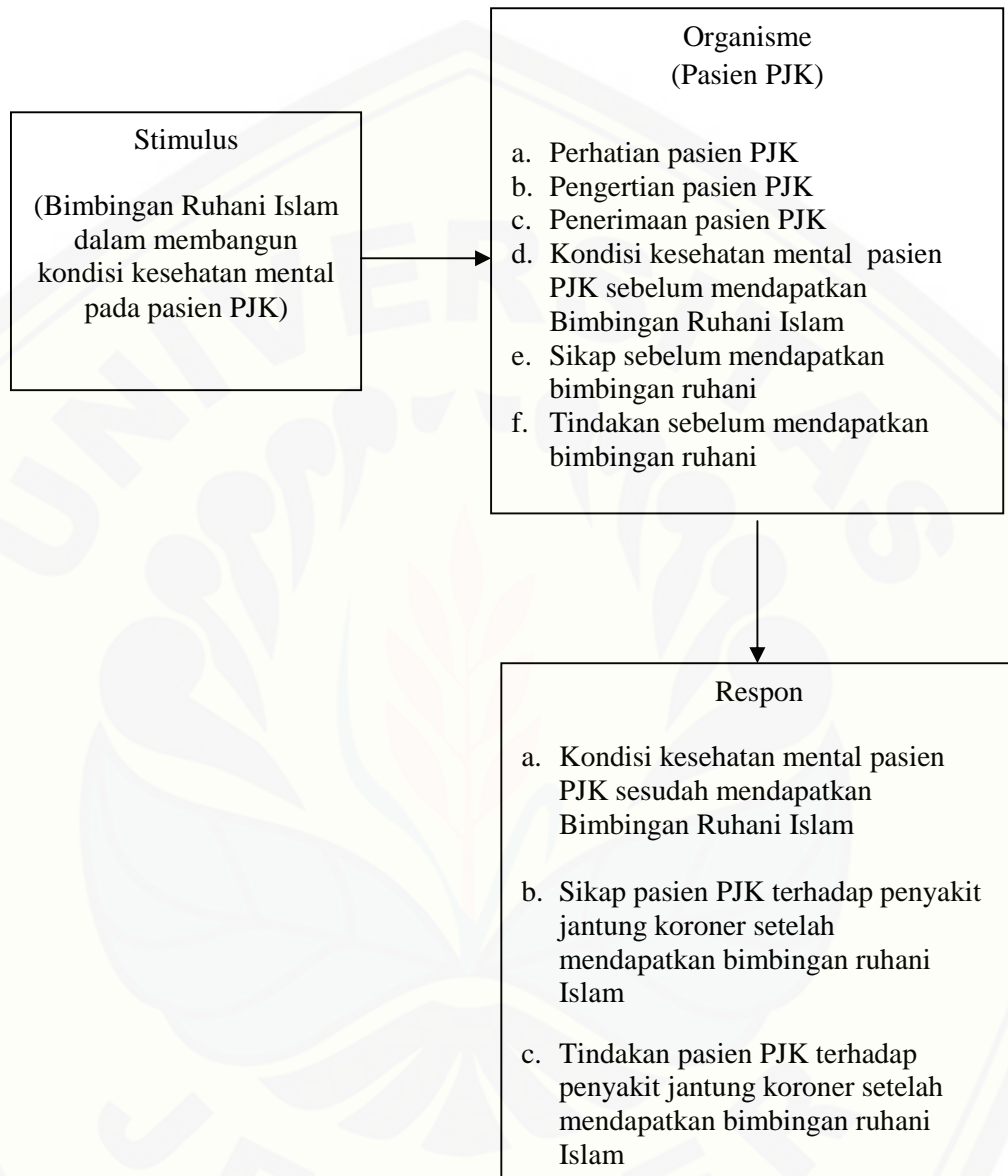 Stimulus
(Bimbingan Ruhani Islam
dalam membangun
kondisi kesehatan mental
pada pasien PJK)
Organisme
(Pasien PJK)
a. Perhatian pasien PJK
b. Pengertian pasien PJK
c. Penerimaan pasien PJK
d. Kondisi kesehatan mental pasien
PJK sebelum mendapatkan
Bimbingan Ruhani Islam
e. Sikap sebelum mendapatkan
bimbingan ruhani
f. Tindakan sebelum mendapatkan
bimbingan ruhani
Respon
a. Kondisi kesehatan mental pasien
PJK sesudah mendapatkan
Bimbingan Ruhani Islam
b. Sikap pasien PJK terhadap penyakit
jantung koroner setelah
mendapatkan bimbingan ruhani
Islam
c. Tindakan pasien PJK terhadap
penyakit jantung koroner setelah
mendapatkan bimbingan ruhani
Islam
UNIVERSITAS